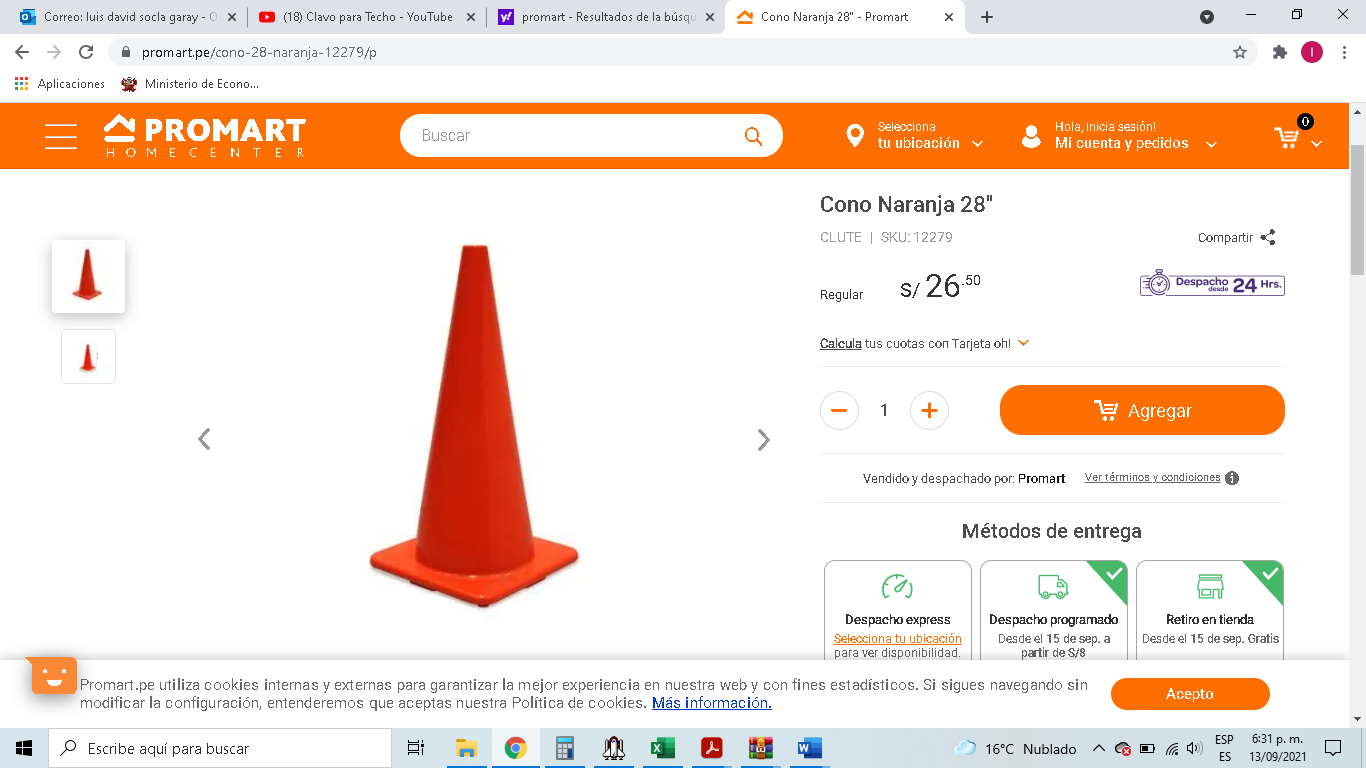 Correo: luis david socla garay - O
(18) Clavo para Techo - YouTube
promart - Resultados de la búsqu
Cono Naranja 28" - Promart
promart.pe/cono-28-naranja-12279/p
I
Aplicaciones
Ministerio de Econo...
PROMART
HOMECENTER
Buscar
Selecciona
tu ubicación
Hola, inicia sesión!
Mi cuenta y pedidos
0
Cono Naranja 28"
CLUTE | SKU: 12279
Compartir
Regular
S/ 26.50
Despacho
desde
24 Hrs.
Calcula tus cuotas con Tarjeta oh!
1
Agregar
Vendido y despachado por: Promart
Ver términos y condiciones
Métodos de entrega
Despacho express
Selecciona tu ubicación
para ver disponibilidad.
Despacho programado
Desde el 15 de sep. a
partir de S/8
Retiro en tienda
Desde el 15 de sep. Gratis
Promart.pe utiliza cookies internas y externas para garantizar la mejor experiencia en nuestra web y con fines estadísticos. Si sigues navegando sin
modificar la configuración, entenderemos que aceptas nuestra Política de cookies. Más información.
Acepto
Escribe aquí para buscar
16°C Nublado
ESP
ES
6:31 p. m.
13/09/2021